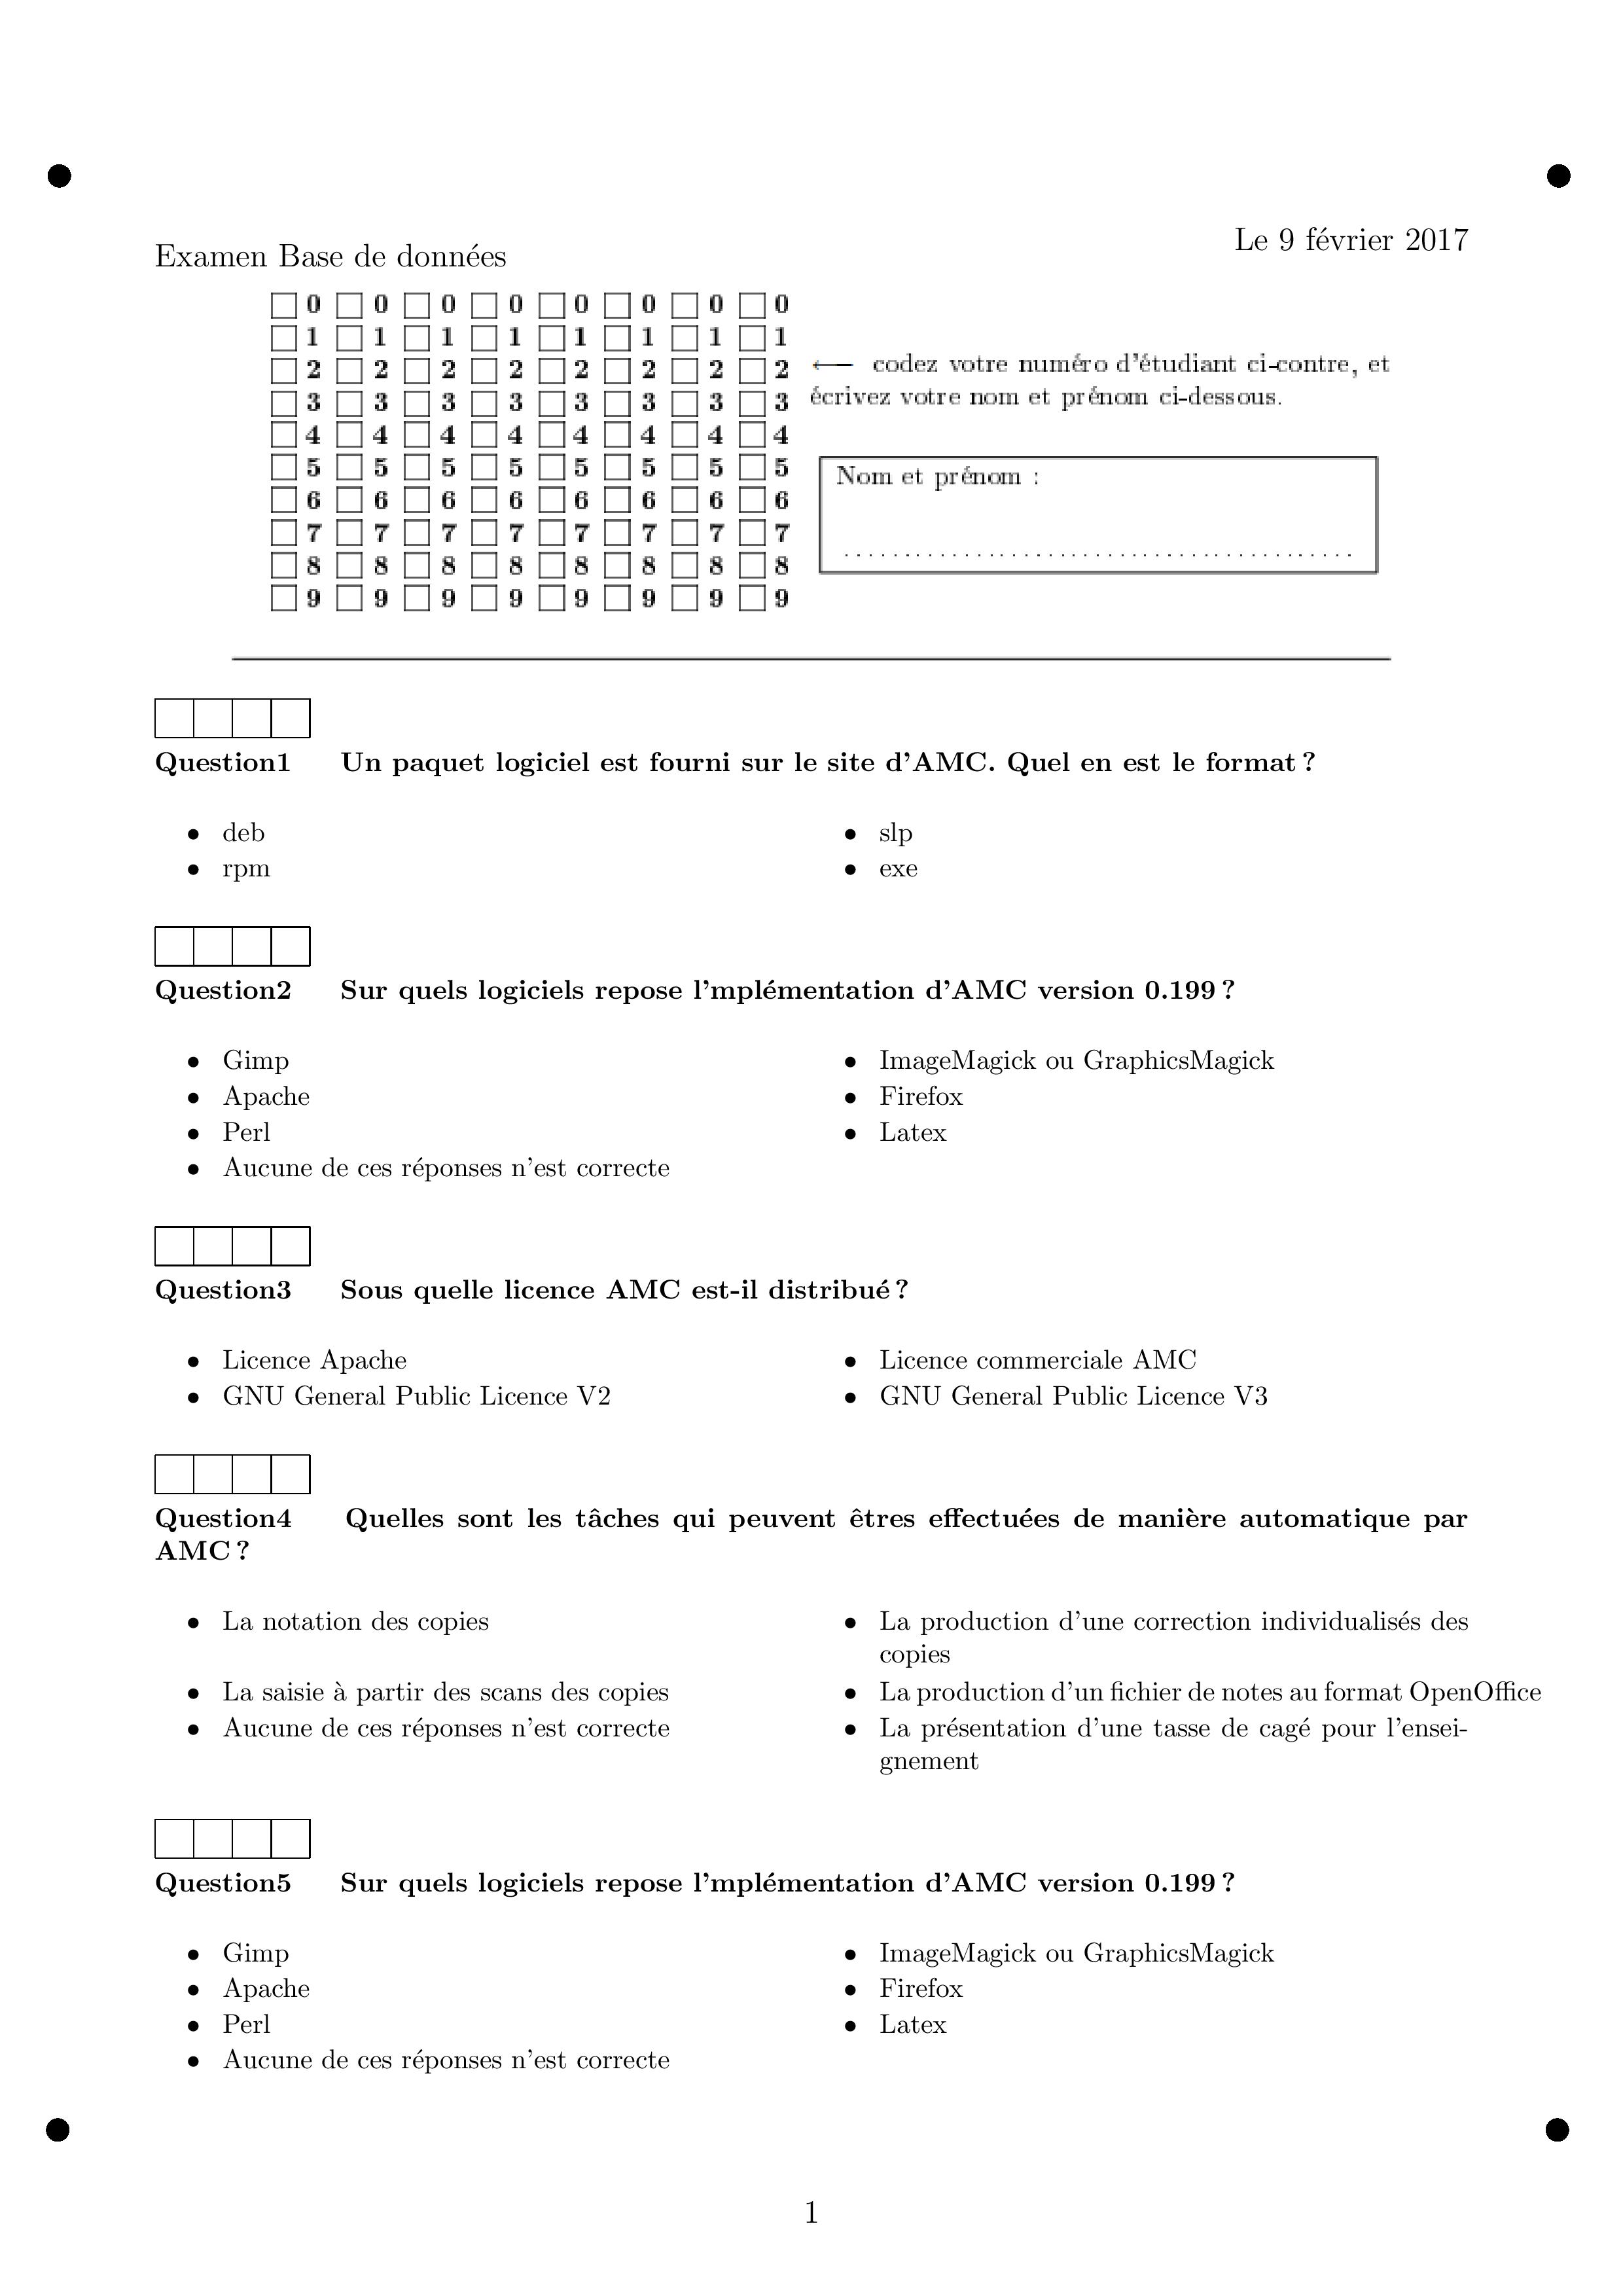 Le 9 février 2017
Examen Base de données
0 0 0 0 0 0 0 0
1 1 1 1 1 1 1 1
2 2 2 2 2 2 2 2
3 3 3 3 3 3 3 3
4 4 4 4 4 4 4 4
5 5 5 5 5 5 5 5
6 6 6 6 6 6 6 6
7 7 7 7 7 7 7 7
8 8 8 8 8 8 8 8
9 9 9 9 9 9 9 9
← codez votre numéro d'étudiant ci-contre, et
écrivez votre nom et prénom ci-dessous.
Nom et prénom :
..........................................
Question1 Un paquet logiciel est fourni sur le site d'AMC. Quel en est le format ?
• deb
• slp
• rpm
• exe
Question2 Sur quels logiciels repose l'mplémentation d'AMC version 0.199 ?
• Gimp
• ImageMagick ou GraphicsMagick
• Apache
• Firefox
• Perl
• Latex
• Aucune de ces réponses n'est correcte
Question3 Sous quelle licence AMC est-il distribué ?
• Licence Apache
• Licence commerciale AMC
• GNU General Public Licence V2
• GNU General Public Licence V3
Question4 Quelles sont les tâches qui peuvent êtres effectuées de manière automatique par
AMC ?
• La notation des copies
• La production d'une correction individualisés des
copies
• La saisie à partir des scans des copies
• La production d'un fichier de notes au format OpenOffice
• Aucune de ces réponses n'est correcte
• La présentation d'une tasse de cagé pour l'ensei-
gnement
Question5 Sur quels logiciels repose l'mplémentation d'AMC version 0.199 ?
• Gimp
• ImageMagick ou GraphicsMagick
• Apache
• Firefox
• Perl
• Latex
• Aucune de ces réponses n'est correcte
1